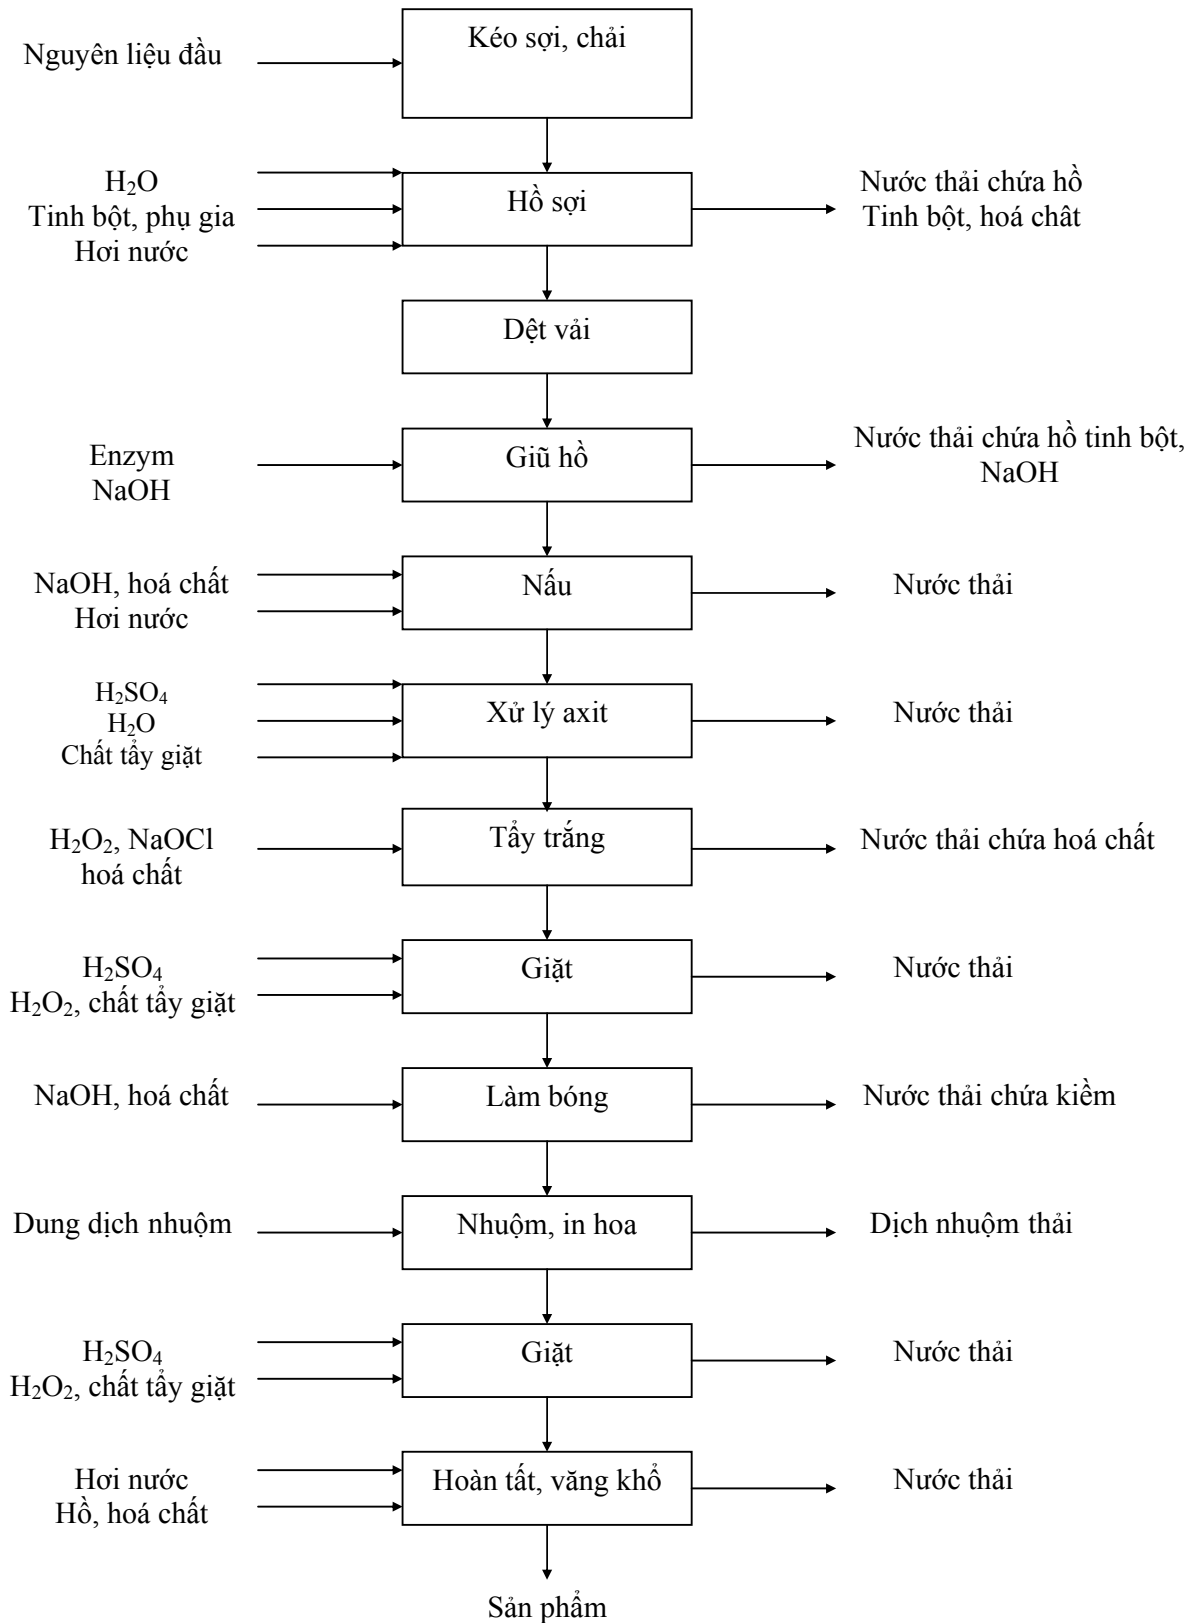 Kéo sợi, chải
Nguyên liệu đầu
H₂O
Tinh bột, phụ gia
Hơi nước
Hồ sợi
Nước thải chứa hồ
Tinh bột, hoá chât
Dệt vải
Enzym
NaOH
Giũ hồ
Nước thải chứa hồ tinh bột,
NaOH
NaOH, hoá chất
Hơi nước
Nấu
Nước thải
H₂SO₄
H₂O
Chất tẩy giặt
Xử lý axit
Nước thải
H₂O₂, NaOCl
hoá chất
Tẩy trắng
Nước thải chứa hoá chất
H₂SO₄
H₂O₂, chất tẩy giặt
Giặt
Nước thải
NaOH, hoá chất
Làm bóng
Nước thải chứa kiềm
Dung dịch nhuộm
Nhuộm, in hoa
Dịch nhuộm thải
H₂SO₄
H₂O₂, chất tẩy giặt
Giặt
Nước thải
Hơi nước
Hồ, hoá chất
Hoàn tất, văng khổ
Nước thải
Sản phẩm